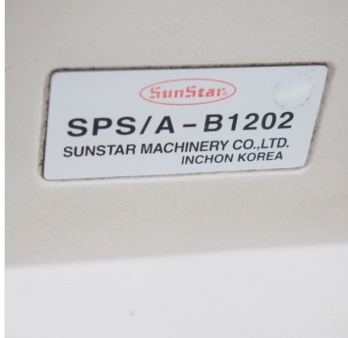 SunStar
SPS/A-B1202
SUNSTAR MACHINERY CO.,LTD.
INCHON KOREA